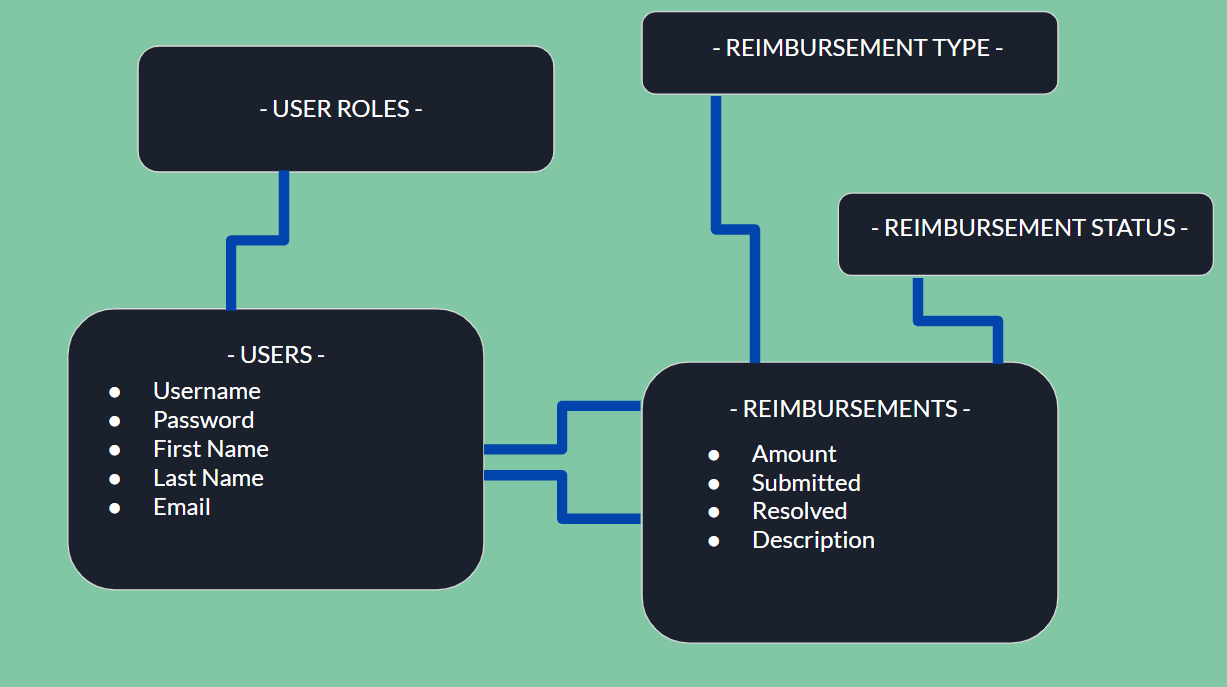 - USER ROLES -
- REIMBURSEMENT TYPE -
- REIMBURSEMENT STATUS -
- USERS -
● Username
● Password
● First Name
● Last Name
● Email
- REIMBURSEMENTS -
● Amount
● Submitted
● Resolved
● Description